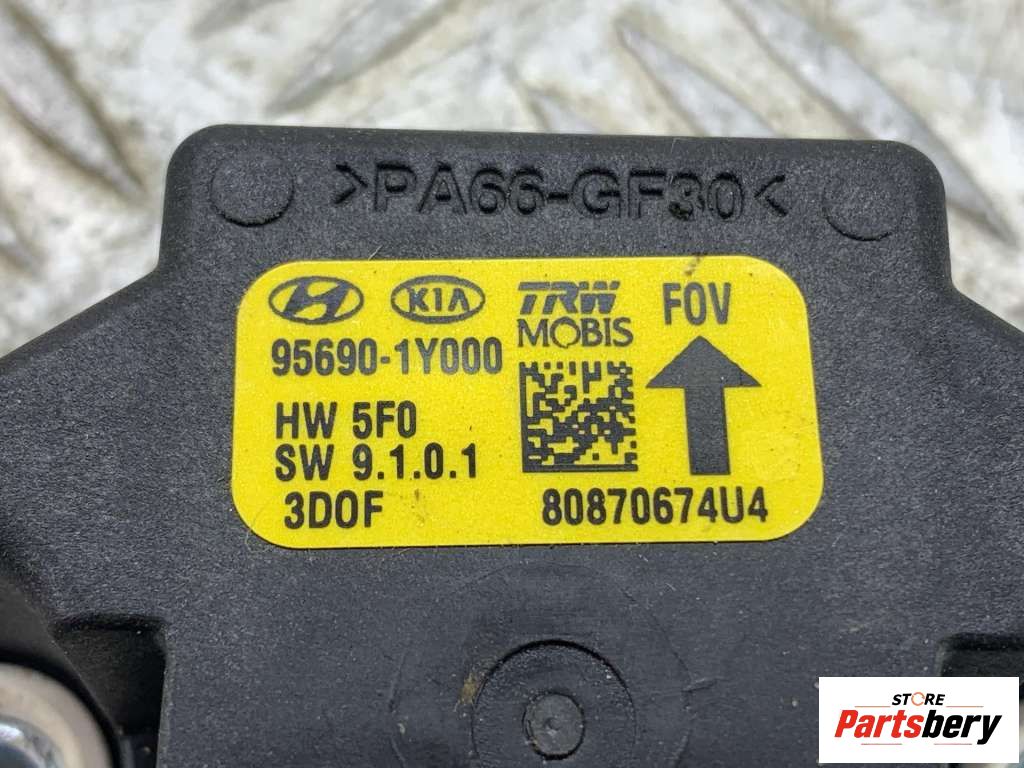 >PA66-GF30<
KIA TRW FOV
MOBIS
95690-1Y000
HW 5F0
SW 9.1.0.1
3DOF 80870674U4
STORE
Partsbery